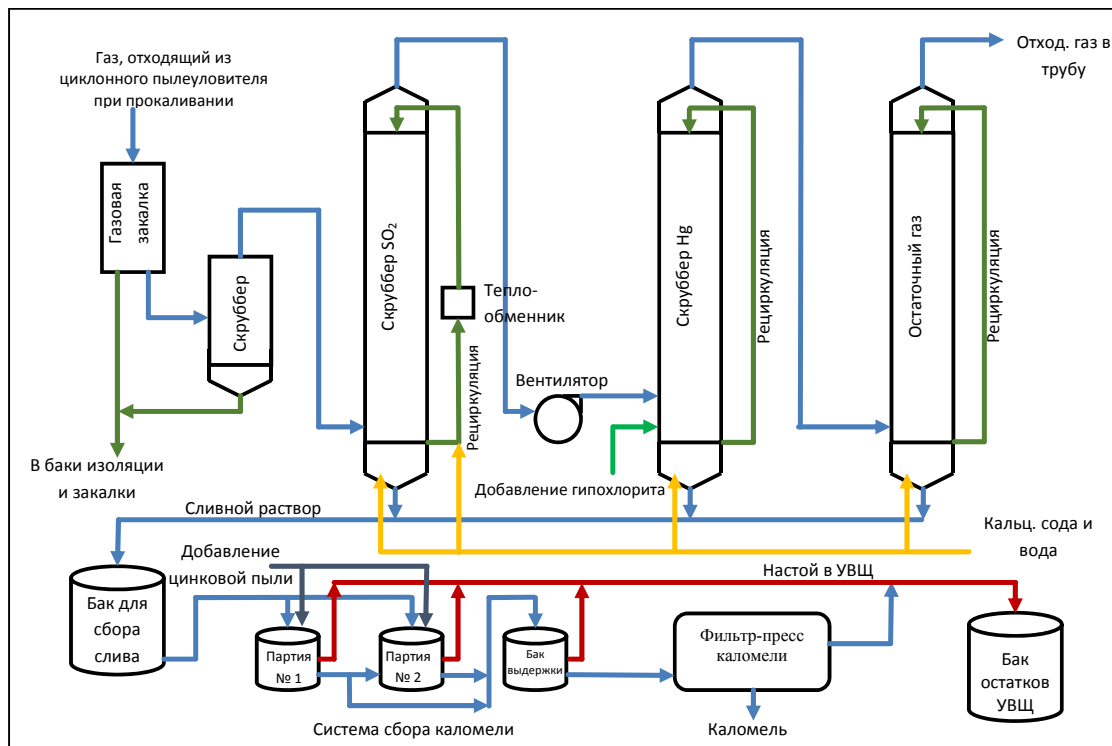 Газ, отходящий из
циклонного пылеуловителя
при прокаливании
Отход. газ в
трубу
Газовая
закалка
Скруббер
Скруббер SO₂
Тепло-
обменник
Рециркуляция
Вентилятор
Скруббер Hg
Рециркуляция
Остаточный газ
Рециркуляция
В баки изоляции
и закалки
Добавление гипохлорита
Сливной раствор
Кальц. сода и
вода
Добавление
цинковой пыли
Настой в УВЩ
Бак для
сбора
слива
Партия
№ 1
Партия
№ 2
Бак
выдержки
Фильтр-пресс
каломели
Бак
остатков
УВЩ
Система сбора каломели
Каломель